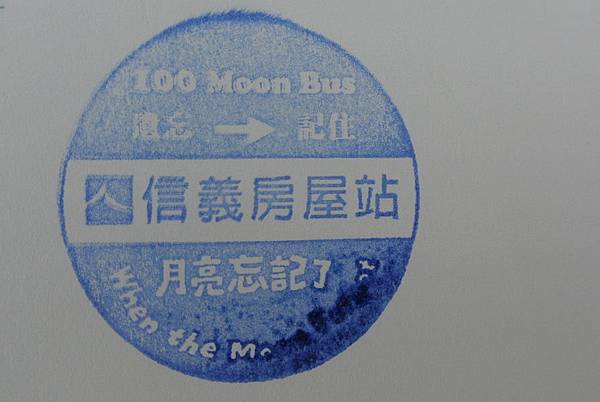 100 Moon Bus
遺忘 → 記住
信義房屋站
月亮忘記了
When the